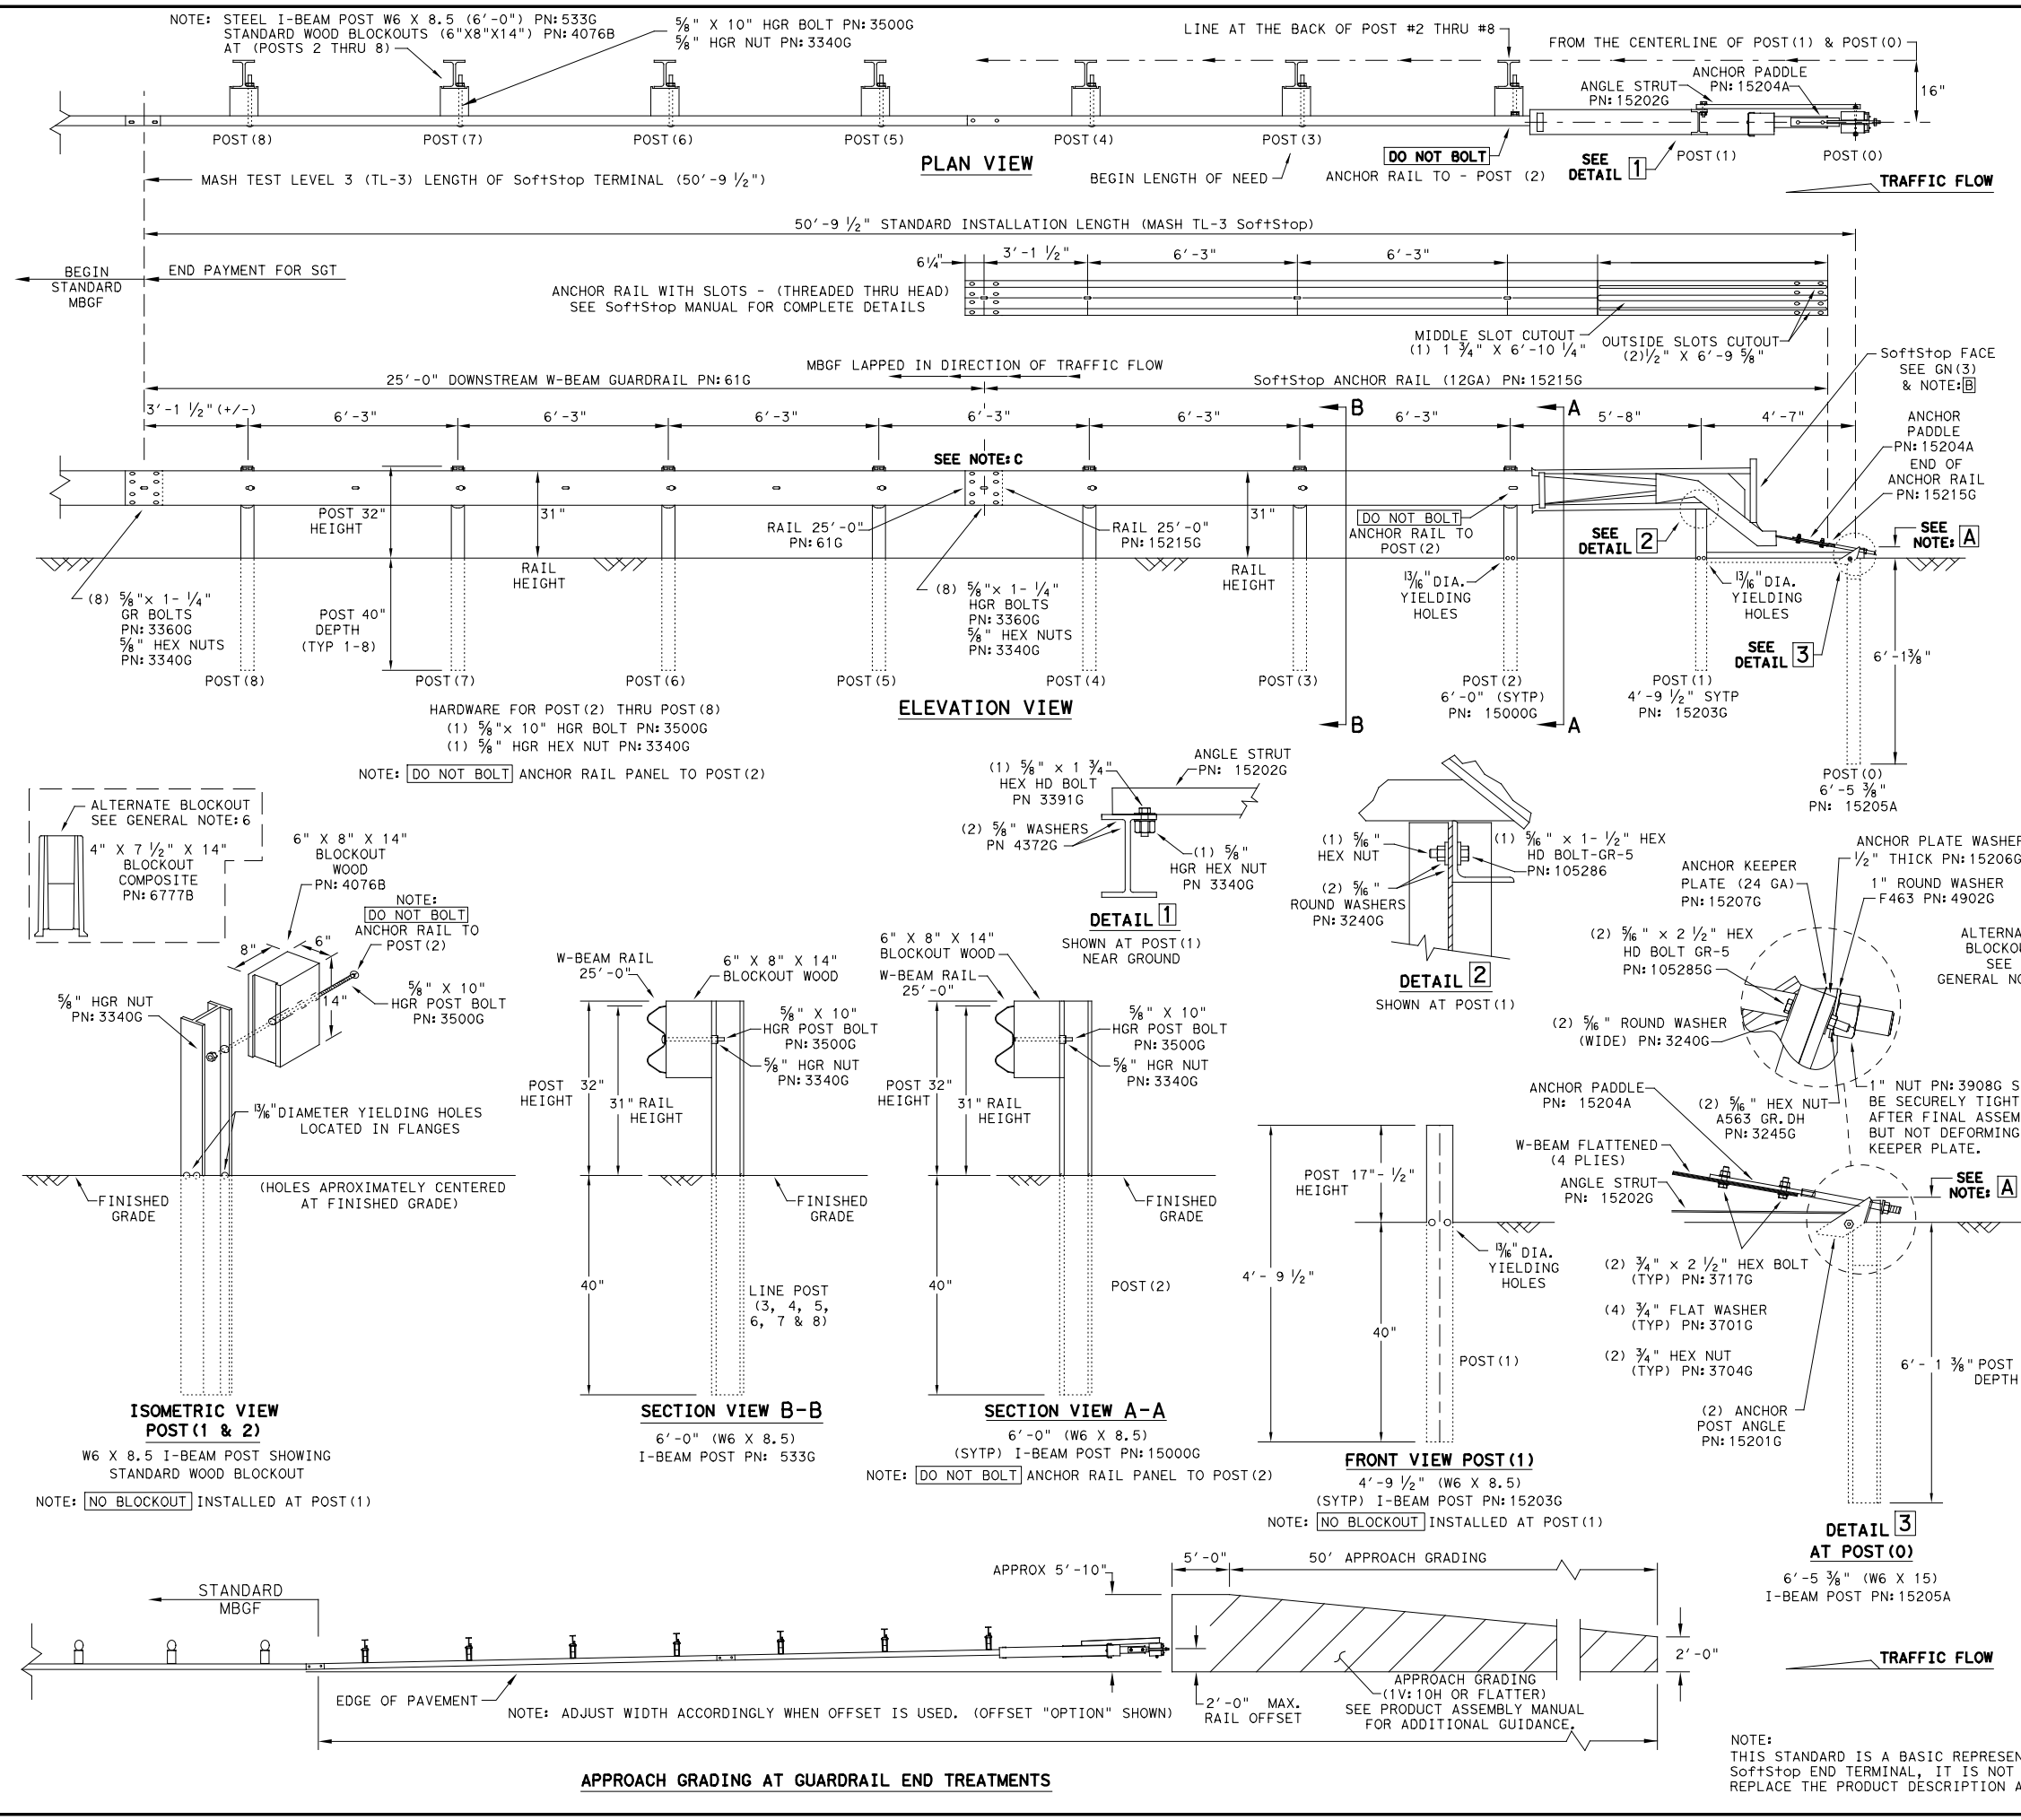 NOTE: STEEL I-BEAM POST W6 X 8.5 (6'-0") PN:533G
STANDARD WOOD BLOCKOUTS (6"X8"X14") PN:4076B
AT (POSTS 2 THRU 8)
5/8" X 10" HGR BOLT PN:3500G
5/8" HGR NUT PN:3340G
LINE AT THE BACK OF POST #2 THRU #8
FROM THE CENTERLINE OF POST(1) & POST(0)
ANGLE STRUT
PN:15202G
ANCHOR PADDLE
PN:15204A
16"
POST(8)
POST(7)
POST(6)
POST(5)
POST(4)
POST(3)
POST(1)
POST(0)
PLAN VIEW
BEGIN LENGTH OF NEED
DO NOT BOLT
ANCHOR RAIL TO - POST (2)
SEE
DETAIL 1
TRAFFIC FLOW
MASH TEST LEVEL 3 (TL-3) LENGTH OF SoftStop TERMINAL (50'-9 1/2")
50'-9 1/2" STANDARD INSTALLATION LENGTH (MASH TL-3 SoftStop)
BEGIN
STANDARD
MBGF
END PAYMENT FOR SGT
6 1/4"
3'-1 1/2"
6'-3"
6'-3"
ANCHOR RAIL WITH SLOTS - (THREADED THRU HEAD)
SEE SoftStop MANUAL FOR COMPLETE DETAILS
MIDDLE SLOT CUTOUT
(1) 1 3/4" X 6'-10 1/4"
OUTSIDE SLOTS CUTOUT
(2)1/2" X 6'-9 5/8"
MBGF LAPPED IN DIRECTION OF TRAFFIC FLOW
25'-0" DOWNSTREAM W-BEAM GUARDRAIL PN:61G
SoftStop ANCHOR RAIL (12GA) PN:15215G
SoftStop FACE
SEE GN(3)
& NOTE:B
3'-1 1/2"(+/-)
6'-3"
6'-3"
6'-3"
6'-3"
6'-3"
6'-3"
5'-8"
4'-7"
B
A
ANCHOR
PADDLE
PN:15204A
END OF
ANCHOR RAIL
PN:15215G
SEE NOTE:C
POST 32"
HEIGHT
31"
RAIL
HEIGHT
RAIL 25'-0"
PN:61G
RAIL 25'-0"
PN:15215G
31"
RAIL
HEIGHT
DO NOT BOLT
ANCHOR RAIL TO
POST(2)
SEE
DETAIL 2
SEE
NOTE: A
(8) 5/8"x 1- 1/4"
GR BOLTS
PN:3360G
5/8" HEX NUTS
PN:3340G
POST 40"
DEPTH
(TYP 1-8)
(8) 5/8"x 1- 1/4"
HGR BOLTS
PN:3360G
5/8" HEX NUTS
PN:3340G
13/16" DIA.
YIELDING
HOLES
13/16" DIA.
YIELDING
HOLES
SEE
DETAIL 3
6'-1 3/8"
POST(8)
POST(7)
POST(6)
POST(5)
POST(4)
POST(3)
POST(2)
6'-0" (SYTP)
PN: 15000G
POST(1)
4'-9 1/2" SYTP
PN: 15203G
B
A
ELEVATION VIEW
HARDWARE FOR POST(2) THRU POST(8)
(1) 5/8"x 10" HGR BOLT PN:3500G
(1) 5/8" HGR HEX NUT PN:3340G
NOTE: DO NOT BOLT ANCHOR RAIL PANEL TO POST(2)
POST(0)
6'-5 3/8"
PN: 15205A
ALTERNATE BLOCKOUT
SEE GENERAL NOTE:6
4" X 7 1/2" X 14"
BLOCKOUT
COMPOSITE
PN:6777B
6" X 8" X 14"
BLOCKOUT
WOOD
PN:4076B
NOTE:
DO NOT BOLT
ANCHOR RAIL TO
POST(2)
8"
6"
14"
5/8" HGR NUT
PN:3340G
5/8" X 10"
HGR POST BOLT
PN:3500G
13/16"DIAMETER YIELDING HOLES
LOCATED IN FLANGES
FINISHED
GRADE
(HOLES APROXIMATELY CENTERED
AT FINISHED GRADE)
ISOMETRIC VIEW
POST(1 & 2)
W6 X 8.5 I-BEAM POST SHOWING
STANDARD WOOD BLOCKOUT
NOTE: NO BLOCKOUT INSTALLED AT POST(1)
(1) 5/8" x 1 3/4"
HEX HD BOLT
PN 3391G
ANGLE STRUT
PN: 15202G
(2) 5/8" WASHERS
PN 4372G
(1) 5/8"
HGR HEX NUT
PN 3340G
DETAIL 1
SHOWN AT POST(1)
NEAR GROUND
(1) 5/16"
HEX NUT
(1) 5/16" x 1- 1/2" HEX
HD BOLT-GR-5
PN:105286
(2) 5/16"
ROUND WASHERS
PN:3240G
DETAIL 2
SHOWN AT POST(1)
W-BEAM RAIL
25'-0"
6" X 8" X 14"
BLOCKOUT WOOD
5/8" X 10"
HGR POST BOLT
PN:3500G
5/8" HGR NUT
PN:3340G
POST 32"
HEIGHT
31" RAIL
HEIGHT
FINISHED
GRADE
40"
LINE POST
(3, 4, 5,
6, 7 & 8)
SECTION VIEW B-B
6'-0" (W6 X 8.5)
I-BEAM POST PN: 533G
6" X 8" X 14"
BLOCKOUT WOOD
W-BEAM RAIL
25'-0"
5/8" X 10"
HGR POST BOLT
PN:3500G
5/8" HGR NUT
PN:3340G
POST 32"
HEIGHT
31" RAIL
HEIGHT
FINISHED
GRADE
40"
POST(2)
SECTION VIEW A-A
6'-0" (W6 X 8.5)
(SYTP) I-BEAM POST PN:15000G
NOTE: DO NOT BOLT ANCHOR RAIL PANEL TO POST(2)
POST 17"- 1/2"
HEIGHT
4'- 9 1/2"
13/16" DIA.
YIELDING
HOLES
40"
POST(1)
FRONT VIEW POST(1)
4'-9 1/2" (W6 X 8.5)
(SYTP) I-BEAM POST PN:15203G
NOTE: NO BLOCKOUT INSTALLED AT POST(1)
ANCHOR PLATE WASHER
1/2" THICK PN:15206G
ANCHOR KEEPER
PLATE (24 GA)
PN:15207G
1" ROUND WASHER
F463 PN:4902G
(2) 5/16" x 2 1/2" HEX
HD BOLT GR-5
PN:105285G
BLOCKOU
SEE
(2) 5/16" ROUND WASHER
(WIDE) PN:3240G
ANCHOR PADDLE
PN: 15204A
(2) 5/16" HEX NUT
A563 GR.DH
PN:3245G
1" NUT PN:3908G S
BE SECURELY TIGHT
AFTER FINAL ASSEM
BUT NOT DEFORMING
KEEPER PLATE.
W-BEAM FLATTENED
(4 PLIES)
ANGLE STRUT
PN: 15202G
SEE
NOTE: A
(2) 3/4" x 2 1/2" HEX BOLT
(TYP) PN:3717G
(4) 3/4" FLAT WASHER
(TYP) PN:3701G
(2) 3/4" HEX NUT
(TYP) PN:3704G
(2) ANCHOR
POST ANGLE
PN:15201G
6'- 1 3/8" POST
DEPTH
DETAIL 3
AT POST(0)
6'-5 3/8" (W6 X 15)
I-BEAM POST PN:15205A
STANDARD
MBGF
APPROX 5'-10"
5'-0"
50' APPROACH GRADING
2'-0"
TRAFFIC FLOW
EDGE OF PAVEMENT
NOTE: ADJUST WIDTH ACCORDINGLY WHEN OFFSET IS USED. (OFFSET "OPTION" SHOWN)
2'-0" MAX.
RAIL OFFSET
APPROACH GRADING
(1V:10H OR FLATTER)
SEE PRODUCT ASSEMBLY MANUAL
FOR ADDITIONAL GUIDANCE.
APPROACH GRADING AT GUARDRAIL END TREATMENTS
NOTE:
THIS STANDARD IS A BASIC REPRESEN
SoftStop END TERMINAL, IT IS NOT
REPLACE THE PRODUCT DESCRIPTION A